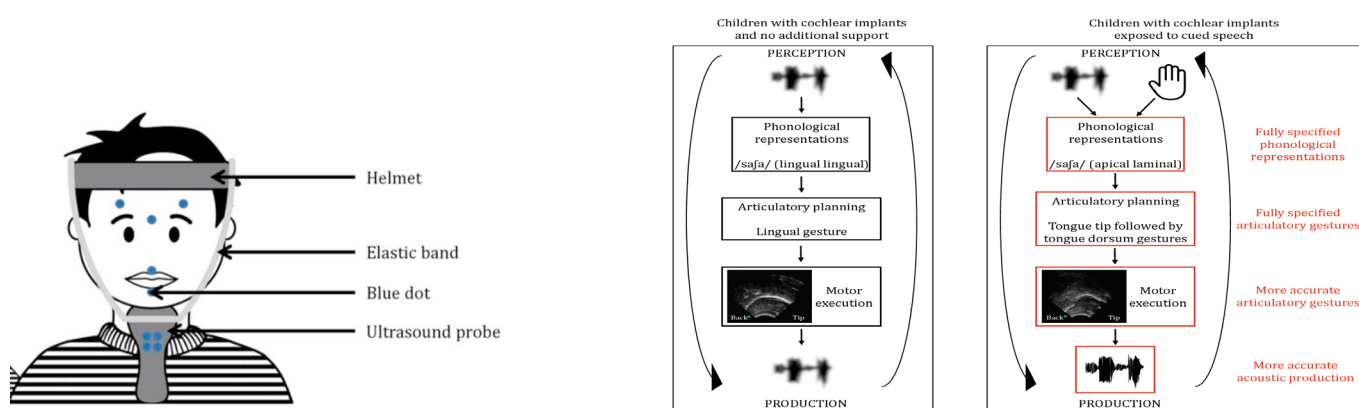 Helmet
Elastic band
Blue dot
Ultrasound probe
Children with cochlear implants
and no additional support
PERCEPTION
Phonological
representations
/saʃa/ (lingual lingual)
Articulatory planning
Lingual gesture
Back
Tip
Motor
execution
PRODUCTION
Children with cochlear implants
exposed to cued speech
PERCEPTION
Phonological
representations
/saʃa/ (apical laminal)
Articulatory planning
Tongue tip followed by
tongue dorsum gestures
Back
Tip
Motor
execution
PRODUCTION
Fully specified
phonological
representations
Fully specified
articulatory gestures
More accurate
articulatory gestures
More accurate
acoustic production